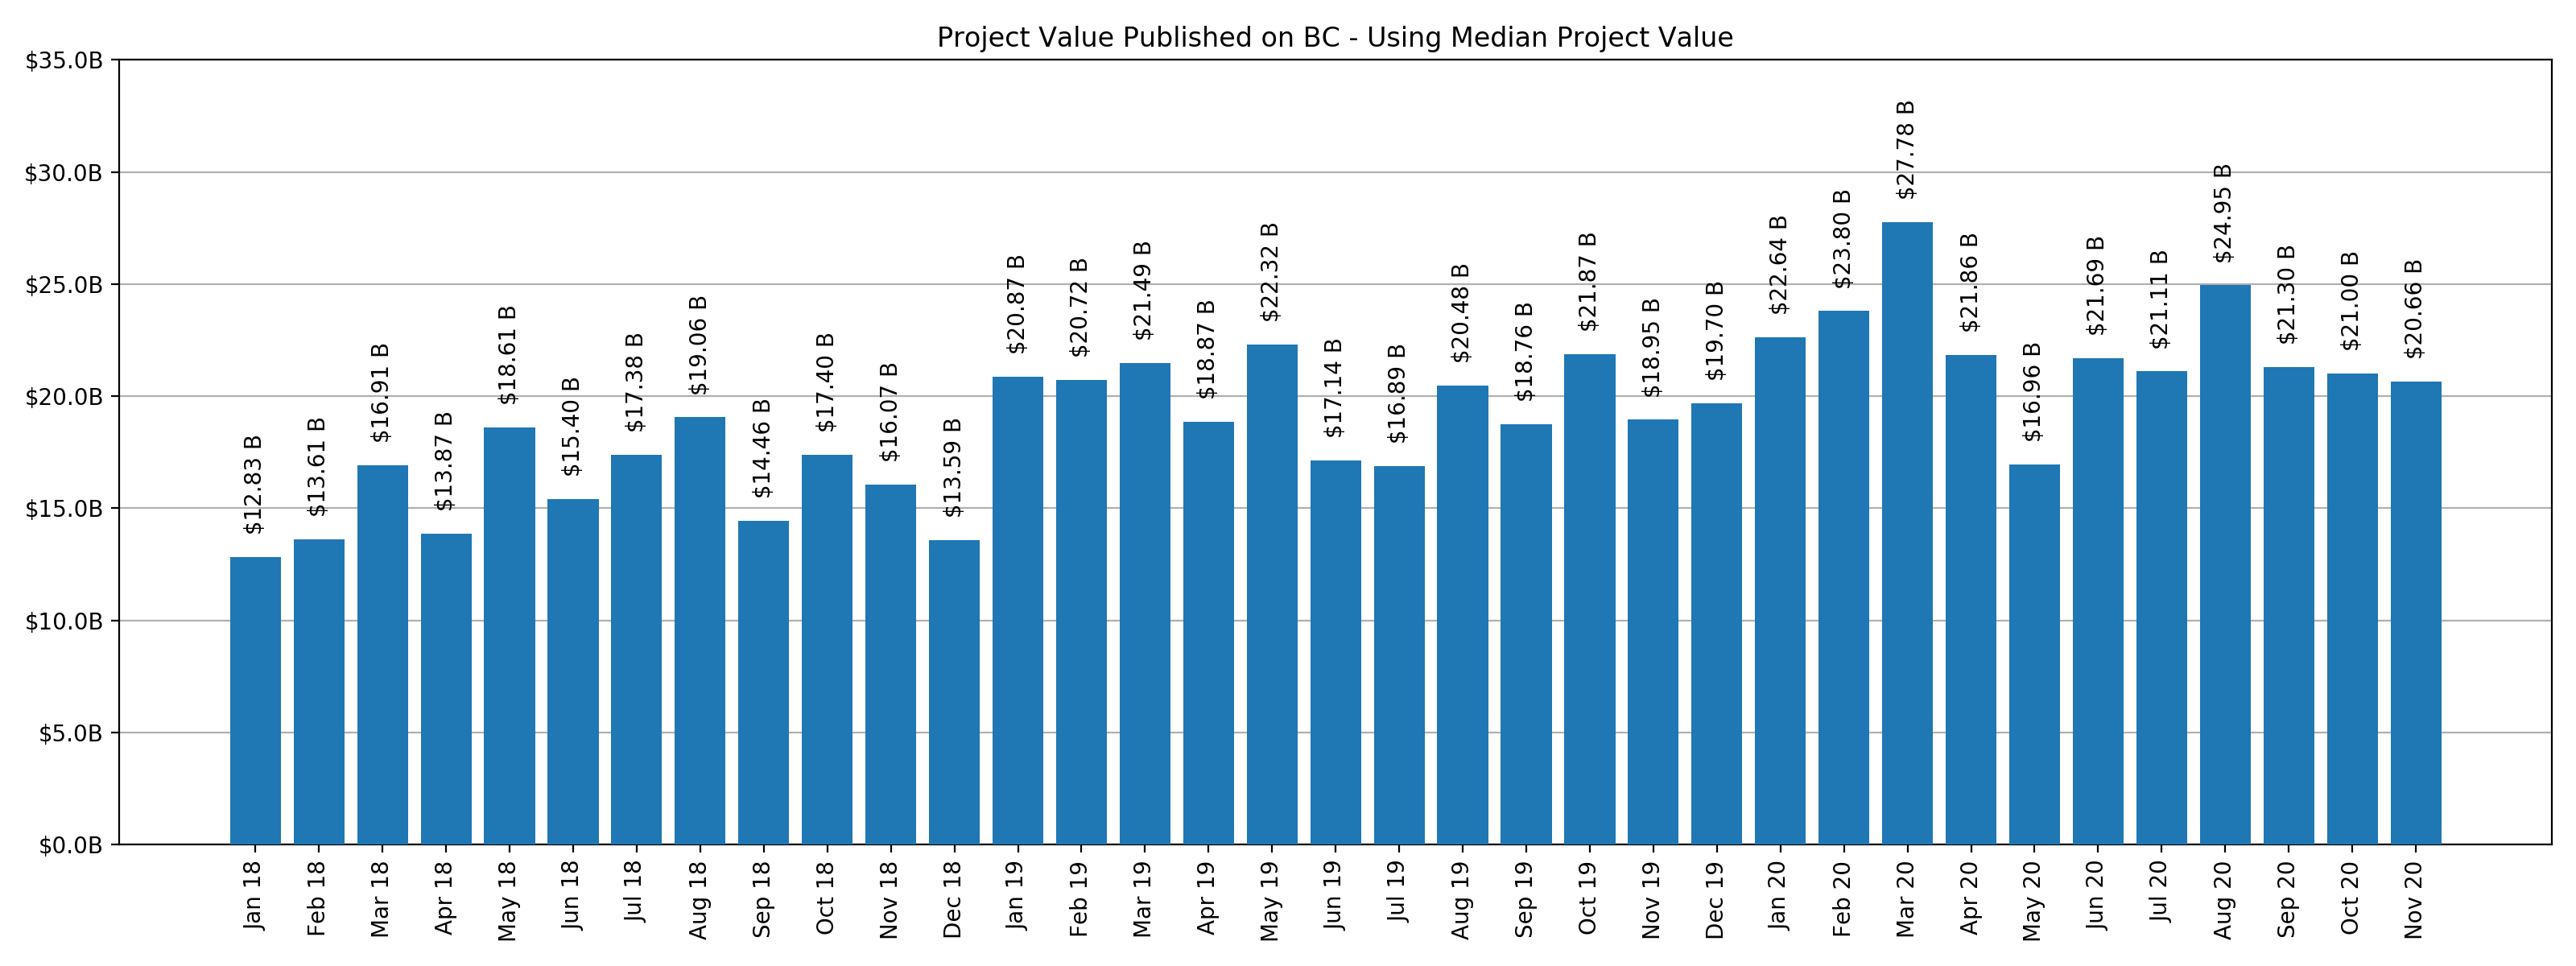 Project Value Published on BC - Using Median Project Value
$35.0B
$30.0B
$25.0B
$20.0B
$15.0B
$10.0B
$5.0B
$0.0B
$12.83 B
$13.61 B
$16.91 B
$13.87 B
$18.61 B
$15.40 B
$17.38 B
$19.06 B
$14.46 B
$17.40 B
$16.07 B
$13.59 B
$20.87 B
$20.72 B
$21.49 B
$18.87 B
$22.32 B
$17.14 B
$16.89 B
$20.48 B
$18.76 B
$21.87 B
$18.95 B
$19.70 B
$22.64 B
$23.80 B
$27.78 B
$21.86 B
$16.96 B
$21.69 B
$21.11 B
$24.95 B
$21.30 B
$21.00 B
$20.66 B
Jan 18
Feb 18
Mar 18
Apr 18
May 18
Jun 18
Jul 18
Aug 18
Sep 18
Oct 18
Nov 18
Dec 18
Jan 19
Feb 19
Mar 19
Apr 19
May 19
Jun 19
Jul 19
Aug 19
Sep 19
Oct 19
Nov 19
Dec 19
Jan 20
Feb 20
Mar 20
Apr 20
May 20
Jun 20
Jul 20
Aug 20
Sep 20
Oct 20
Nov 20